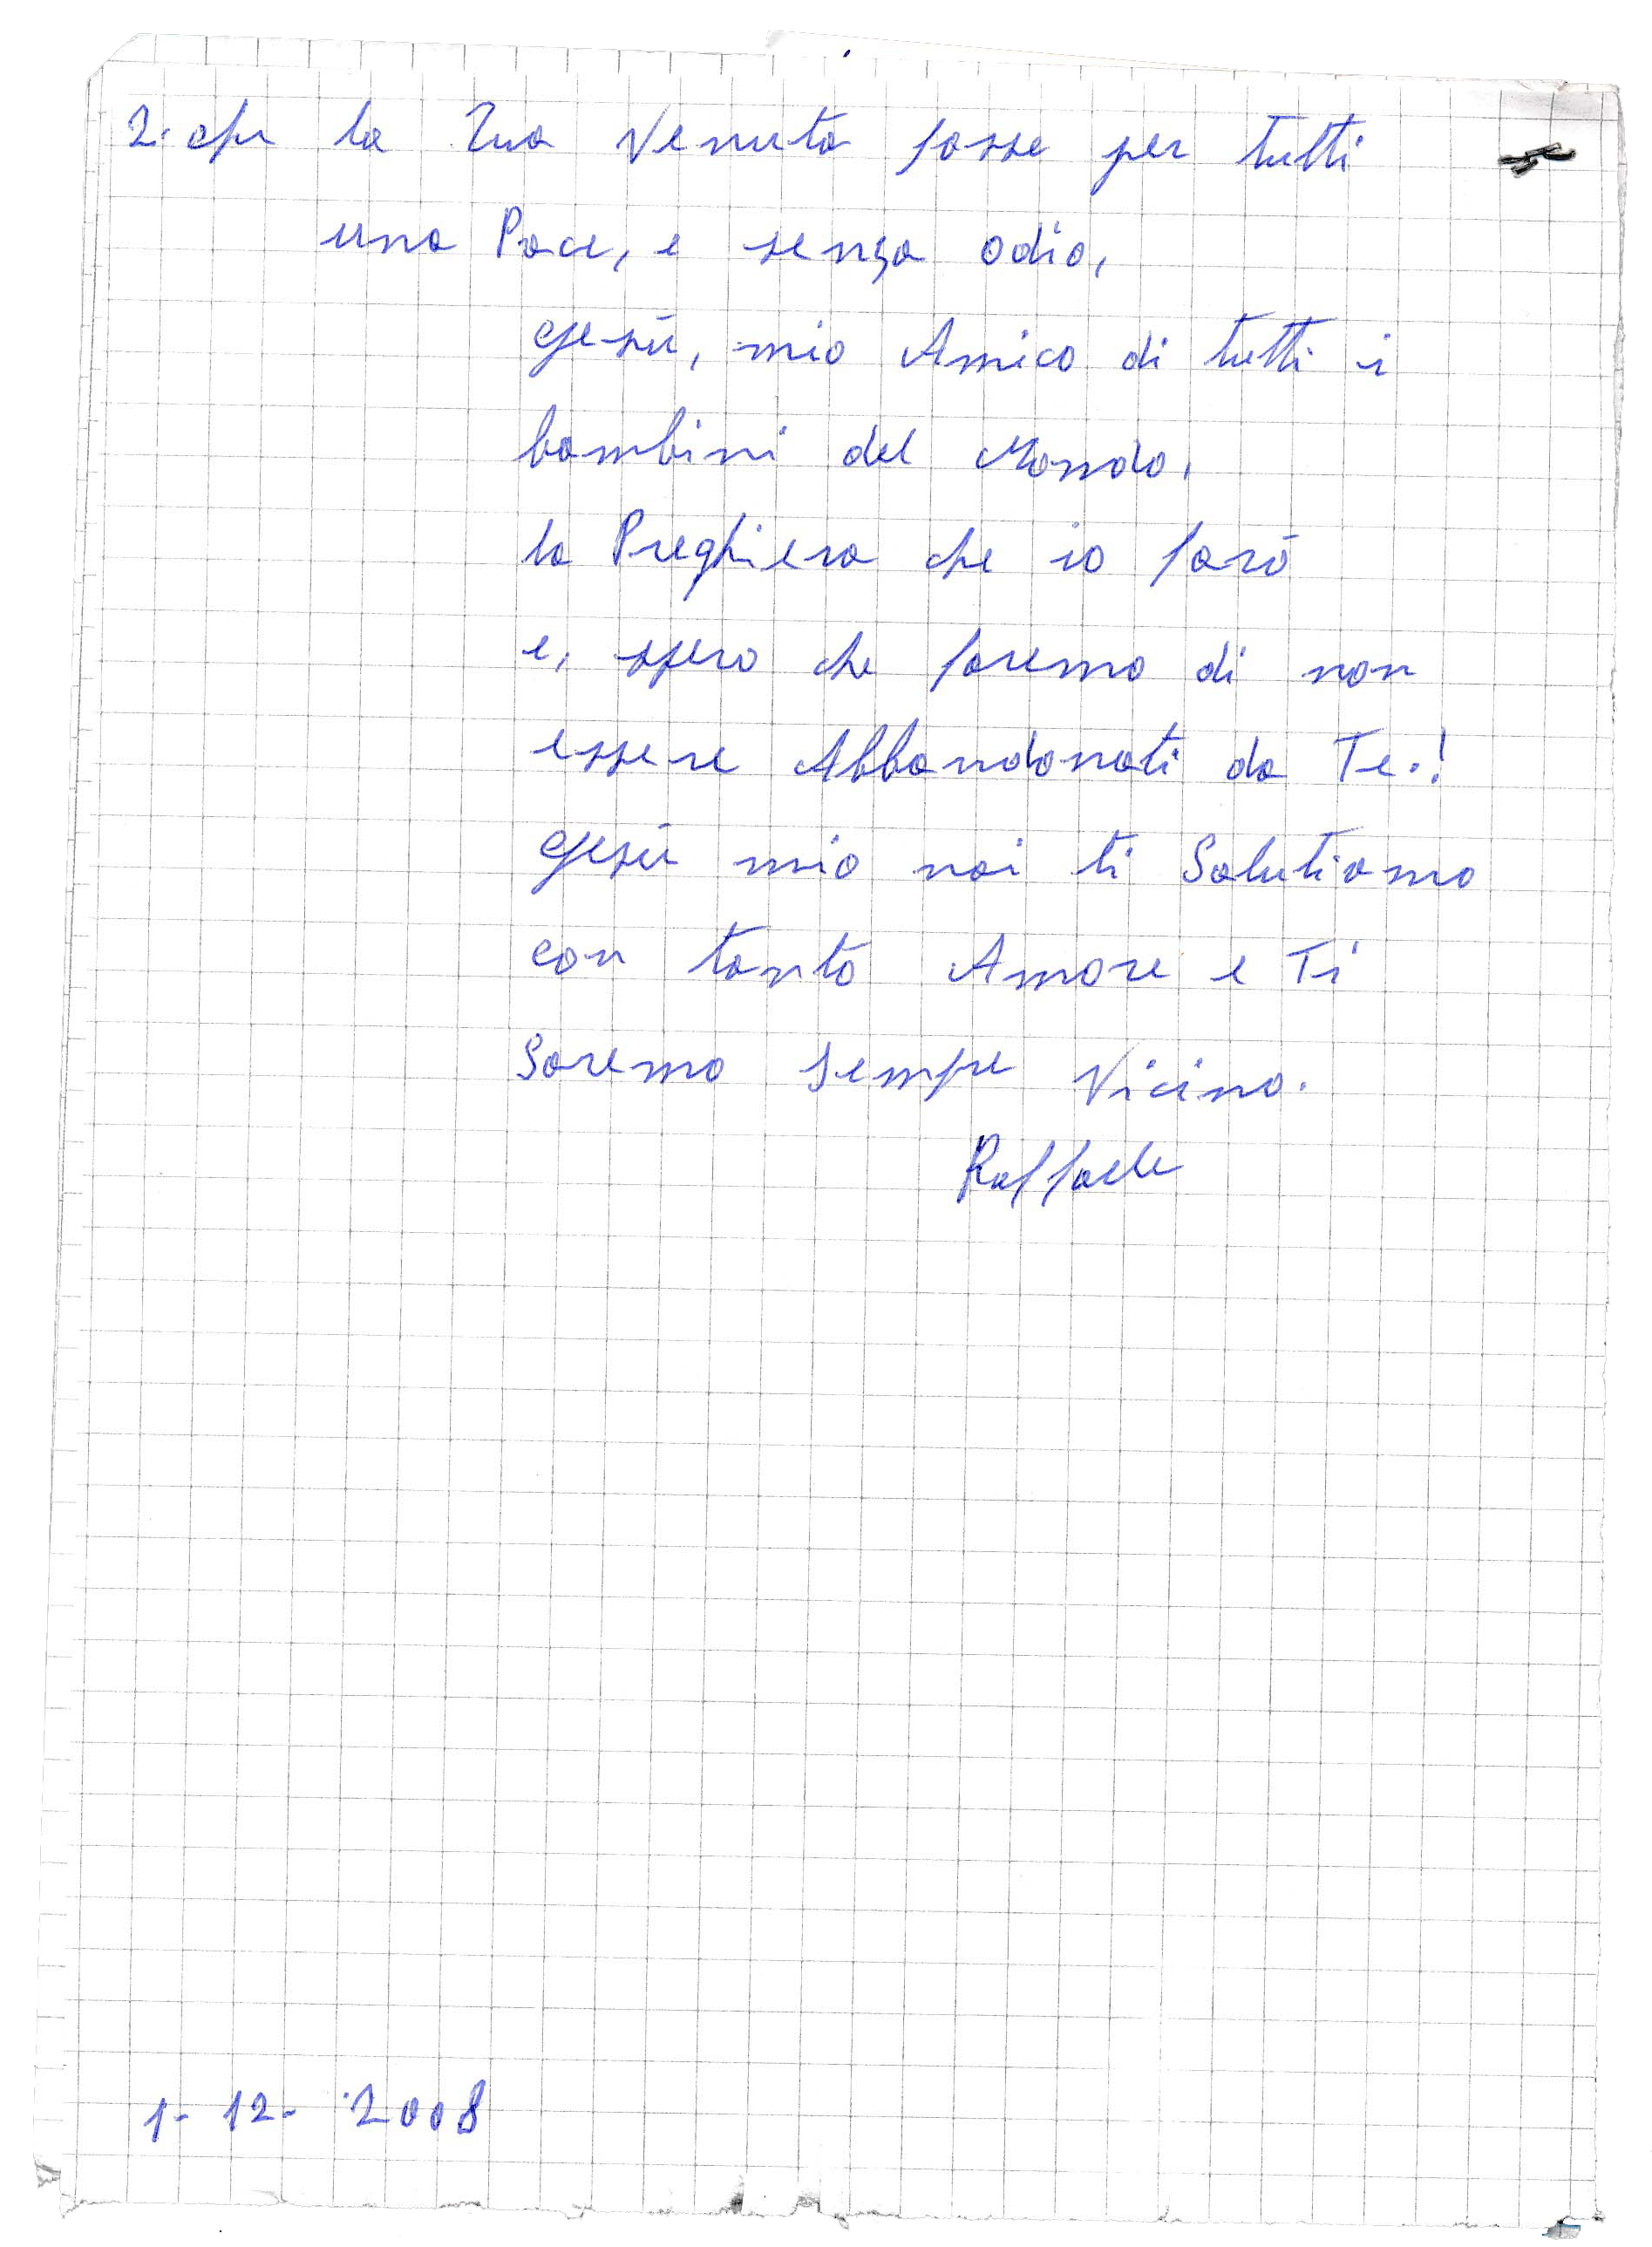 2. che la Tua Venuta fosse per tutti
una Pace, e senza odio,
Gesù, mio Amico di tutti i
bambini del Mondo,
la Preghiera che io farò
e, spero che faremo di non
essere Abbandonati da Te.!
Gesù mio noi ti Salutiamo
con tanto Amore e Ti
Saremo sempre Vicino.
Raffaele
1-12-2008